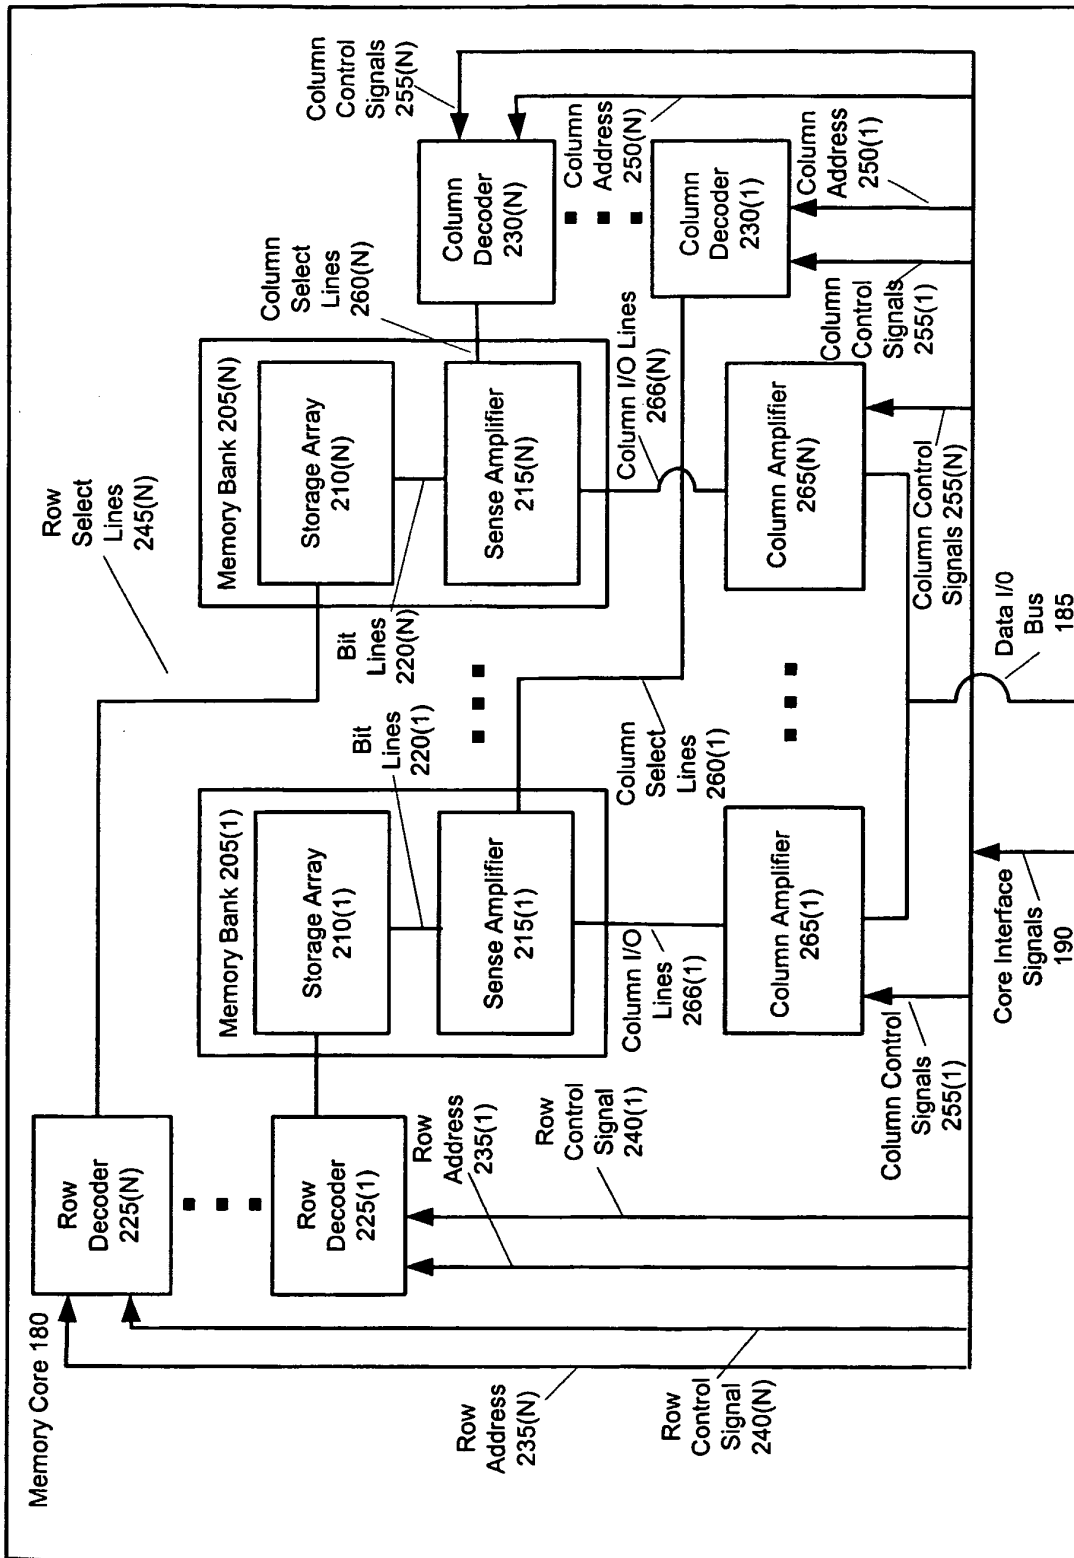 Memory Core 180
Row
Decoder
225(N)
Row
Decoder
225(1)
Row
Address
235(N)
Row
Control
Signal
240(N)
Row
Address
235(1)
Row
Control
Signal
240(1)
Row
Select
Lines
245(N)
Memory Bank 205(1)
Storage Array
210(1)
Sense Amplifier
215(1)
Bit
Lines
220(1)
Memory Bank 205(N)
Storage Array
210(N)
Sense Amplifier
215(N)
Bit
Lines
220(N)
Column I/O
Lines
266(1)
Column
Select
Lines
260(1)
Column I/O Lines
266(N)
Column
Select
Lines
260(N)
Column
Control
Signals
255(N)
Column
Decoder
230(N)
Column
Address
250(N)
Column
Decoder
230(1)
Column
Address
250(1)
Column
Control
Signals
255(1)
Column Amplifier
265(1)
Column Amplifier
265(N)
Column Control
Signals
255(1)
Column Control
Signals 255(N)
Core Interface
Signals
190
Data I/0
Bus
185